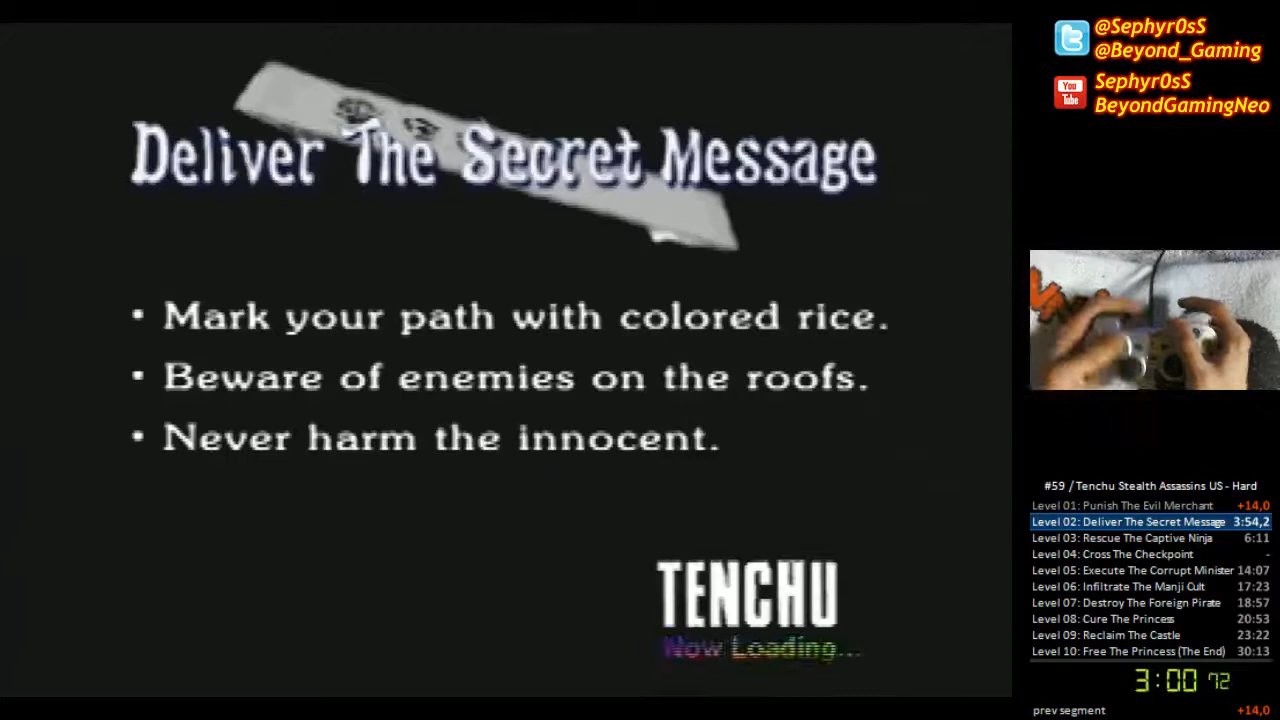 Deliver The Secret Message
• Mark your path with colored rice.
• Beware of enemies on the roofs.
• Never harm the innocent.
TENCHU
Now Loading...
@Sephyr0sS
@Beyond_Gaming
You Tube
Sephyr0sS
BeyondGamingNeo
#59 / Tenchu Stealth Assassins US - Hard
Level 01: Punish The Evil Merchant +14,0
Level 02: Deliver The Secret Message 3:54,2
Level 03: Rescue The Captive Ninja 6:11
Level 04: Cross The Checkpoint -
Level 05: Execute The Corrupt Minister 14:07
Level 06: Infiltrate The Manji Cult 17:23
Level 07: Destroy The Foreign Pirate 18:57
Level 08: Cure The Princess 20:53
Level 09: Reclaim The Castle 23:22
Level 10: Free The Princess (The End) 30:13
3:00 72
prev segment +14,0